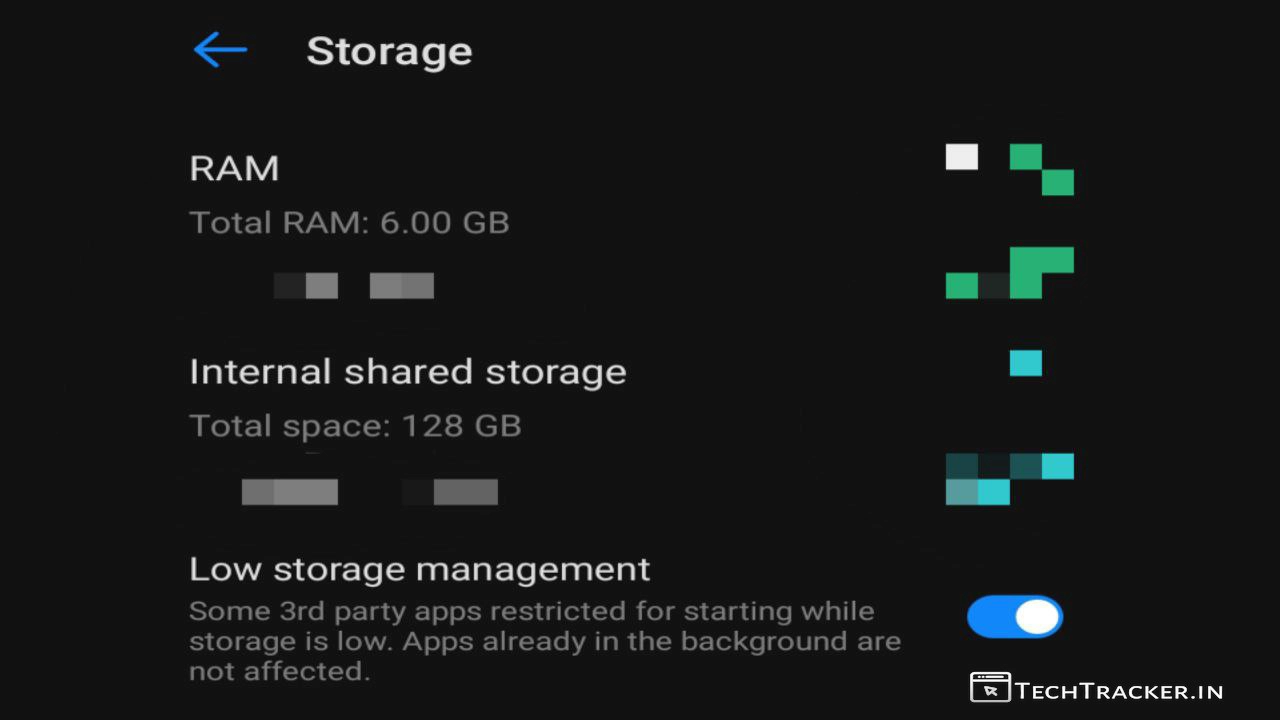 Storage
RAM
Total RAM: 6.00 GB
Internal shared storage
Total space: 128 GB
Low storage management
Some 3rd party apps restricted for starting while
storage is low. Apps already in the background are
not affected.
TECHTRACKER.IN